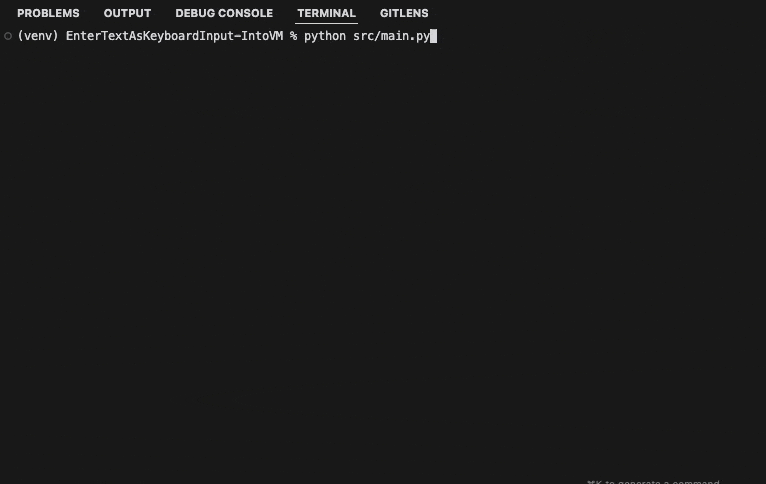 PROBLEMS OUTPUT DEBUG CONSOLE TERMINAL GITLENS
(venv) EnterTextAsKeyboardInput-IntoVM % python src/main.py
⌘K to generate a command